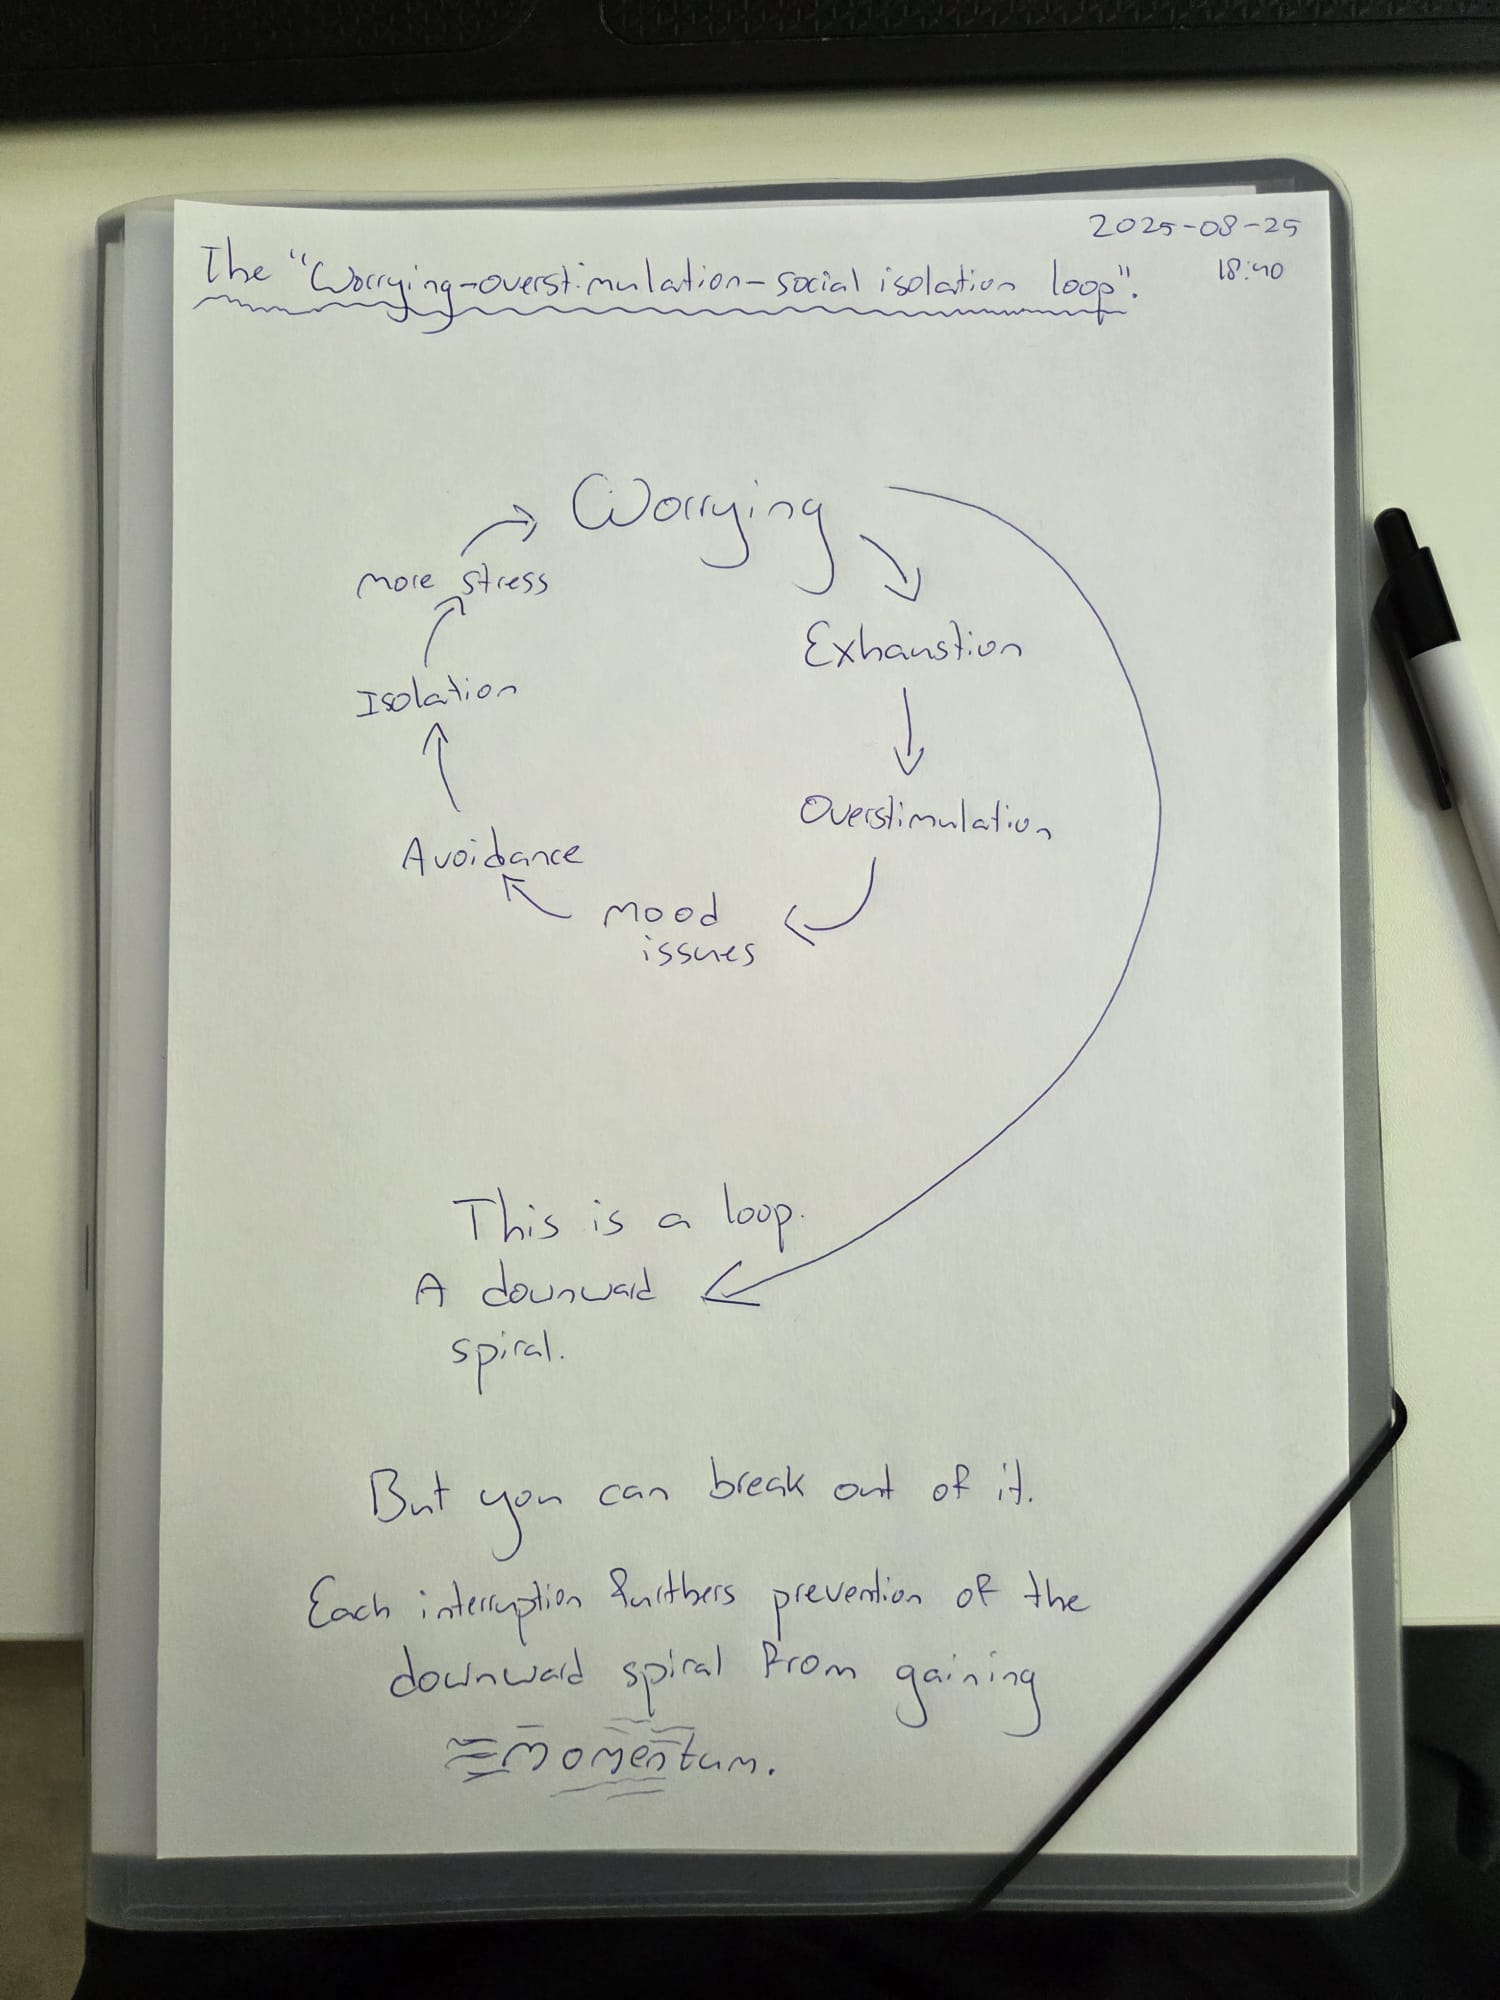 2025-08-25
18:40
The "Worrying-overstimulation-social isolation loop".
Worrying
Exhaustion
Overstimulation
Mood
issues
Avoidance
Isolation
More stress
This is a loop.
A downward
spiral.
But you can break out of it.
Each interruption furthers prevention of the
downward spiral from gaining
momentum.